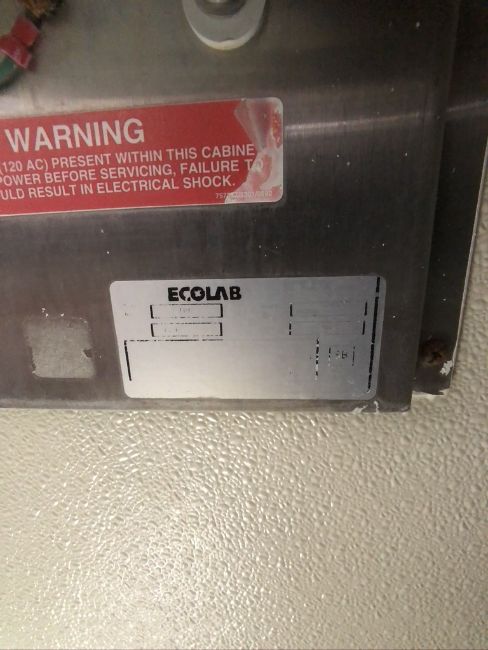 WARNING
(120 AC) PRESENT WITHIN THIS CABINE
POWER BEFORE SERVICING, FAILURE T
ULD RESULT IN ELECTRICAL SHOCK.
ECOLAB